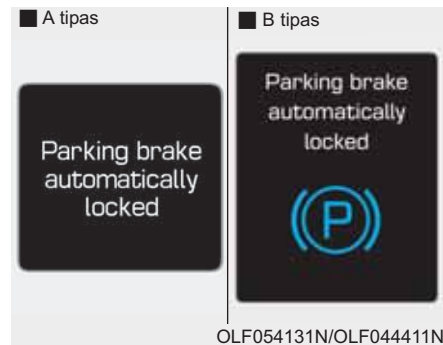 ■ A tipas
Parking brake
automatically
locked
■ B tipas
Parking brake
automatically
locked
(P)
OLF054131N/OLF044411N